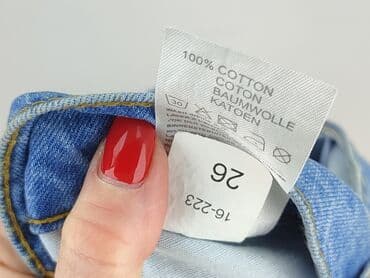 100% COTTON
COTON
BAUMWOLLE
KATOEN
30
26
16-223